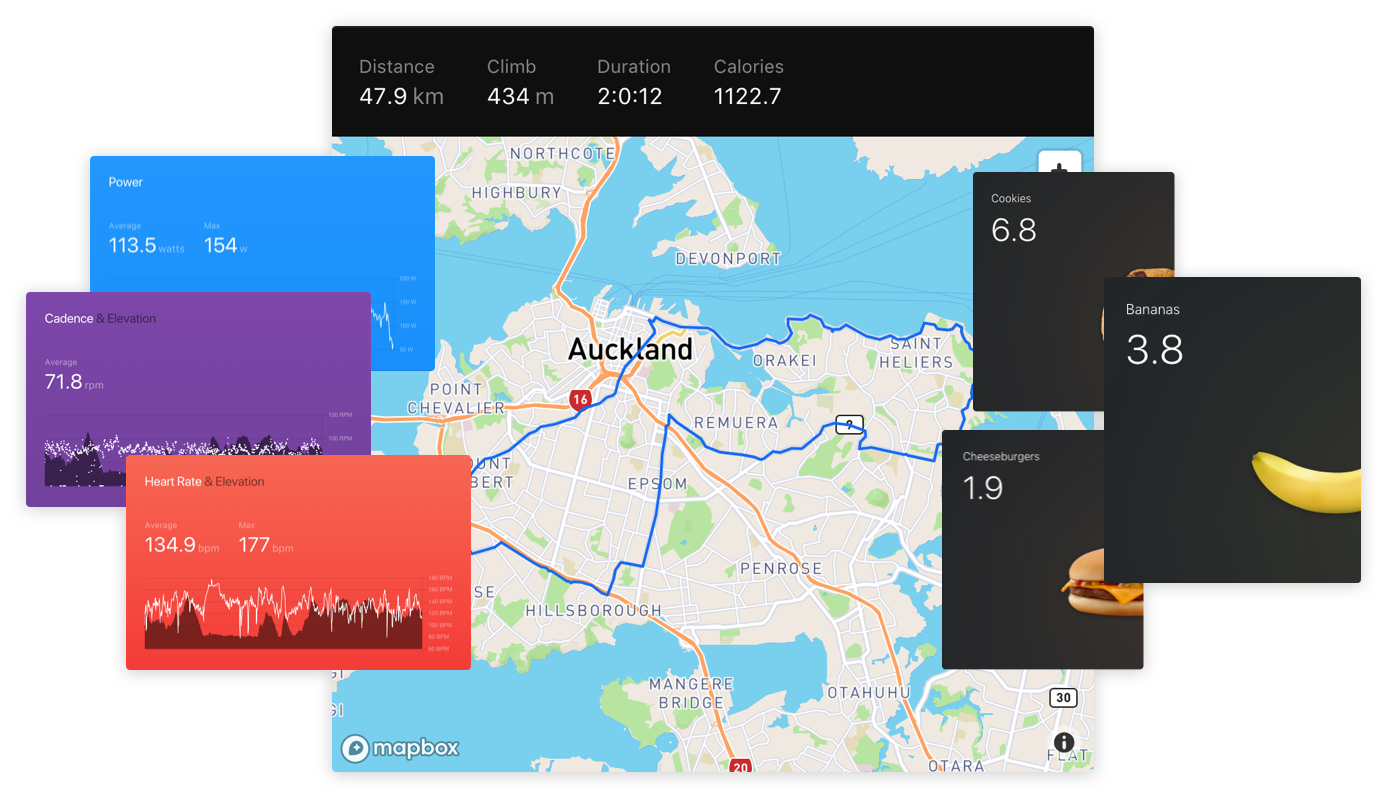 Distance Climb Duration Calories
47.9 km 434 m 2:0:12 1122.7
Power
Average Max
113.5 watts 154 w
200 W
150 W
100 W
Cadence & Elevation
Average
71.8 rpm
150 RPM
100 RPM
Heart Rate & Elevation
Average Max
134.9 bpm 177 bpm
180 BPM
160 BPM
140 BPM
120 BPM
100 BPM
80 BPM
60 BPM
NORTHCOTE
HIGHBURY
DEVONPORT
Auckland
ORAKEI
SAINT
HELIERS
POINT
CHEVALIER
16
REMUERA
?
OUNT
BERT
EPSOM
PENROSE
SE
HILLSBOROUGH
MANGERE
BRIDGE
OTAHUHU
30
GI
GI
FLAT
OTARA
20
mapbox
Cookies
6.8
Bananas
3.8
Cheeseburgers
1.9